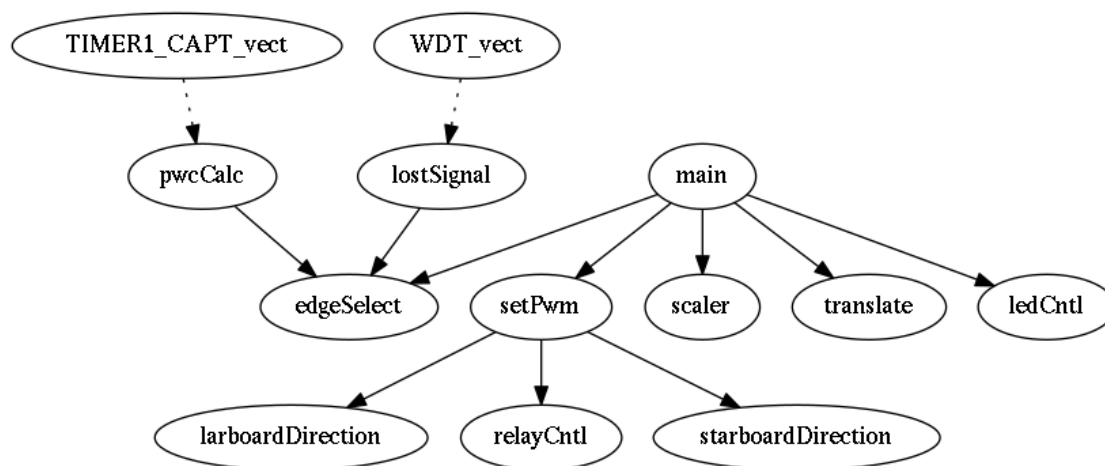 TIMER1_CAPT_vect
WDT_vect
pwcCalc
lostSignal
main
edgeSelect
setPwm
scaler
translate
ledCntl
larboardDirection
relayCntl
starboardDirection